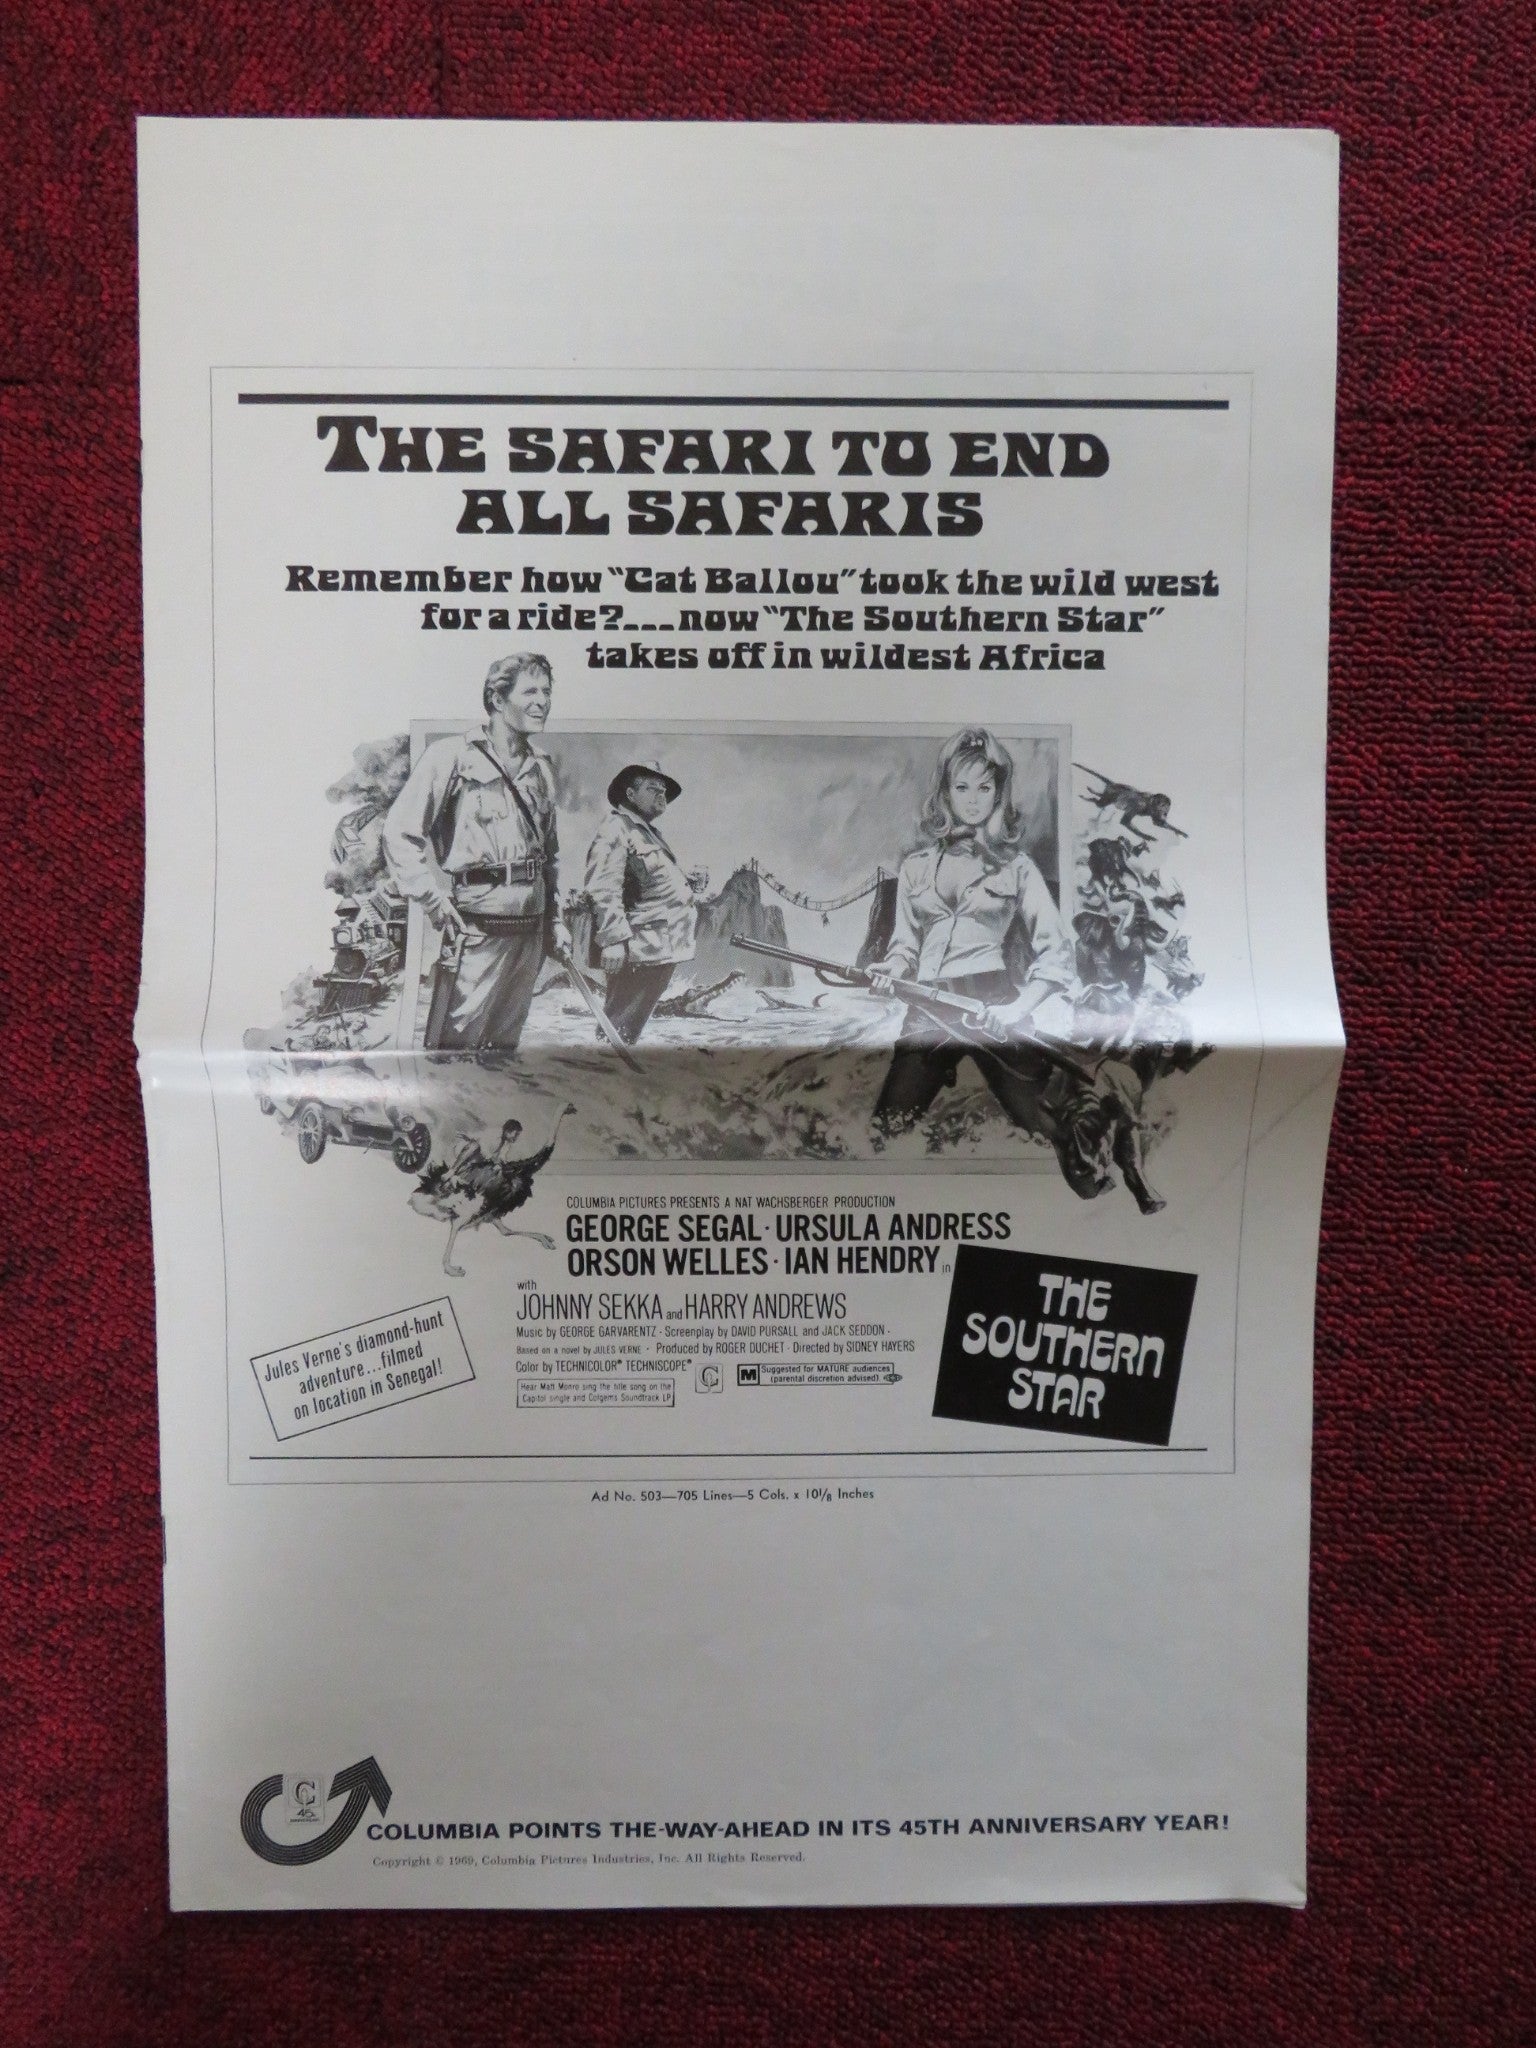 THE SAFARI TO END
ALL SAFARIS
Remember how "Cat Ballou" took the wild west
for a ride?...now "The Southern Star"
takes off in wildest Africa
COLUMBIA PICTURES PRESENTS A NAT WACHSBERGER PRODUCTION
GEORGE SEGAL · URSULA ANDRESS
ORSON WELLES · IAN HENDRY in
with
JOHNNY SEKKA and HARRY ANDREWS
Music by GEORGE GARVARENTZ · Screenplay by DAVID PURSALL and JACK SEDDON ·
Based on a novel by JULES VERNE · Produced by ROGER DUCHET · Directed by SIDNEY HAYERS
Color by TECHNICOLOR® TECHNISCOPE®
Hear Matt Monro sing the title song on the
Capitol single and Colgems Soundtrack LP
M Suggested for MATURE audiences
(parental discretion advised).
THE
SOUTHERN
STAR
Jules Verne's diamond-hunt
adventure...filmed
on location in Senegal!
Ad No. 503—705 Lines—5 Cols. x 10 1/8 Inches
C
45th
COLUMBIA POINTS THE-WAY-AHEAD IN ITS 45TH ANNIVERSARY YEAR!
Copyright © 1969, Columbia Pictures Industries, Inc. All Rights Reserved.